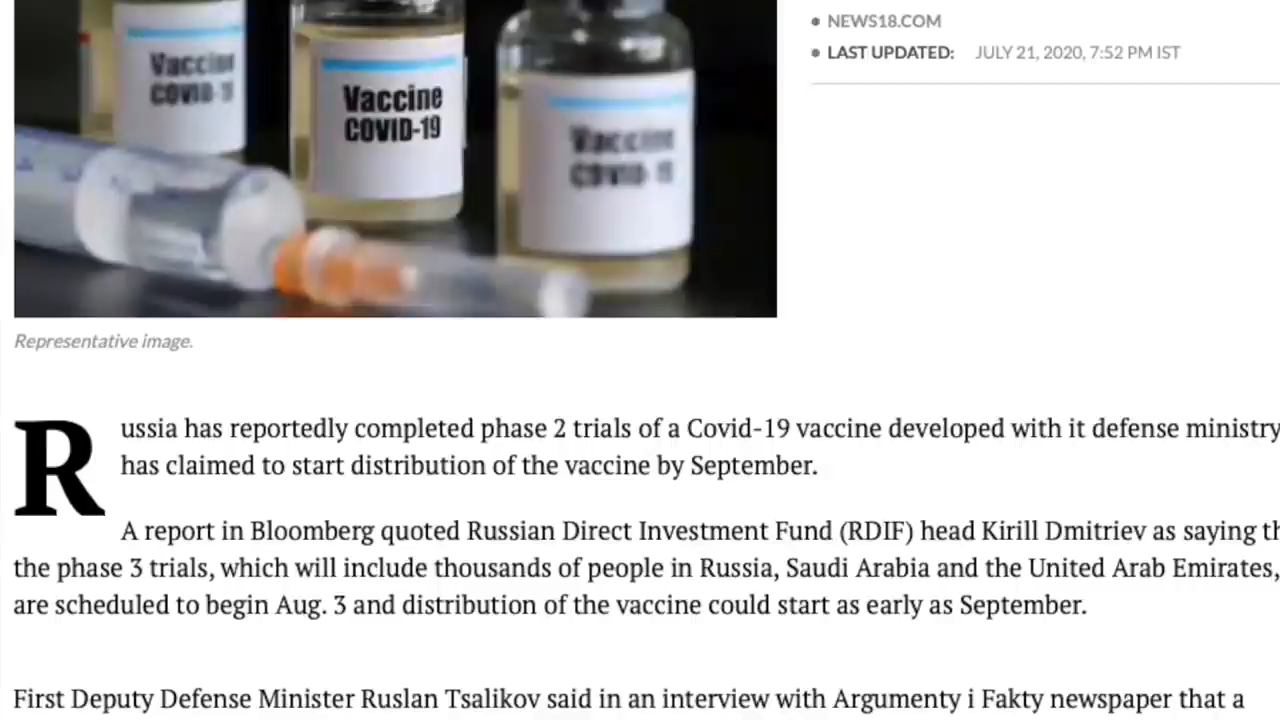 Vaccine
COVID-19
Vaccine
COVID-19
Vaccine
COVID-19
NEWS18.COM
LAST UPDATED: JULY 21, 2020, 7:52 PM IST
Representative image.
Russia has reportedly completed phase 2 trials of a Covid-19 vaccine developed with it defense ministry
has claimed to start distribution of the vaccine by September.
A report in Bloomberg quoted Russian Direct Investment Fund (RDIF) head Kirill Dmitriev as saying th
the phase 3 trials, which will include thousands of people in Russia, Saudi Arabia and the United Arab Emirates,
are scheduled to begin Aug. 3 and distribution of the vaccine could start as early as September.
First Deputy Defense Minister Ruslan Tsalikov said in an interview with Argumenty i Fakty newspaper that a